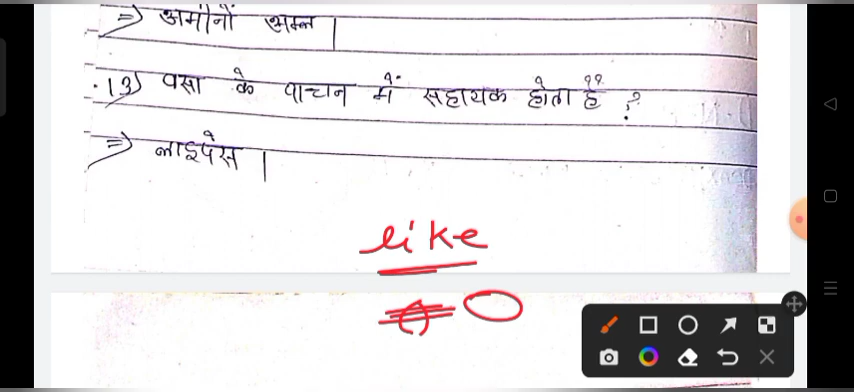 =) अमीनों अम्ल |
13) वसा के पाचन में सहायक होता है ?
=) लाइपेस |
like